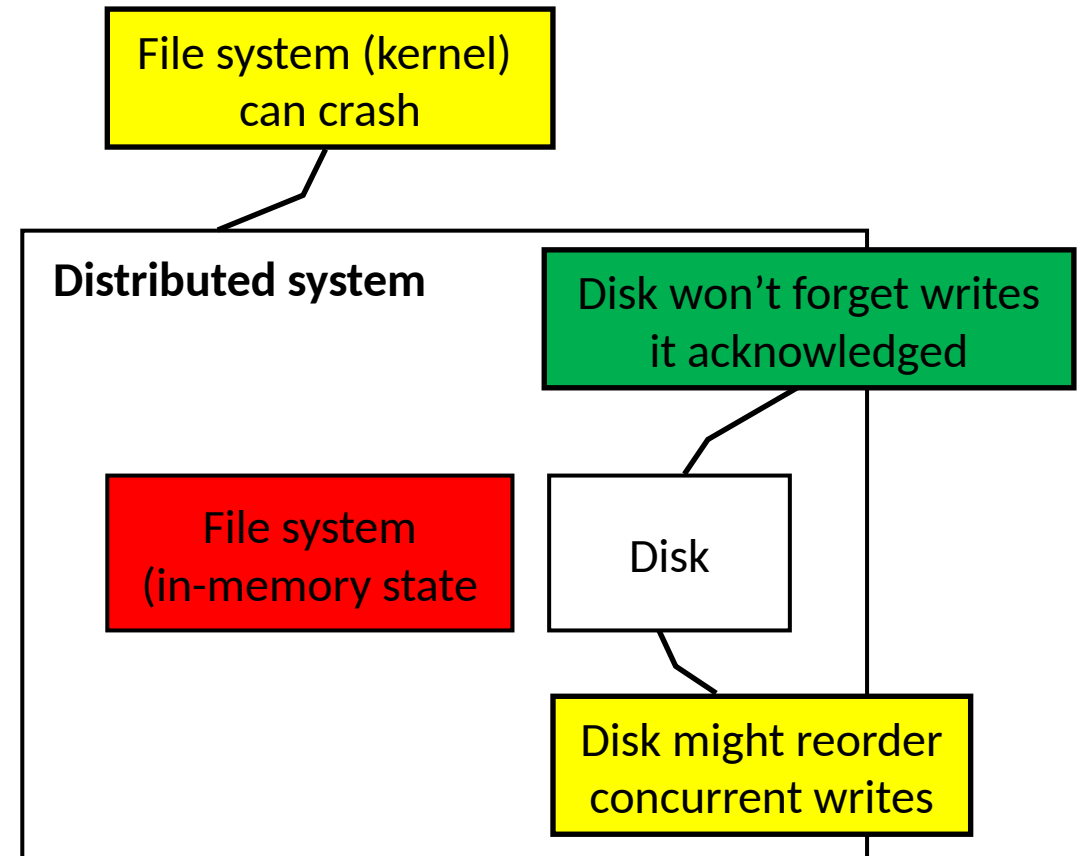 File system (kernel)
can crash
Distributed system
Disk won’t forget writes
it acknowledged
File system
(in-memory state
Disk
Disk might reorder
concurrent writes